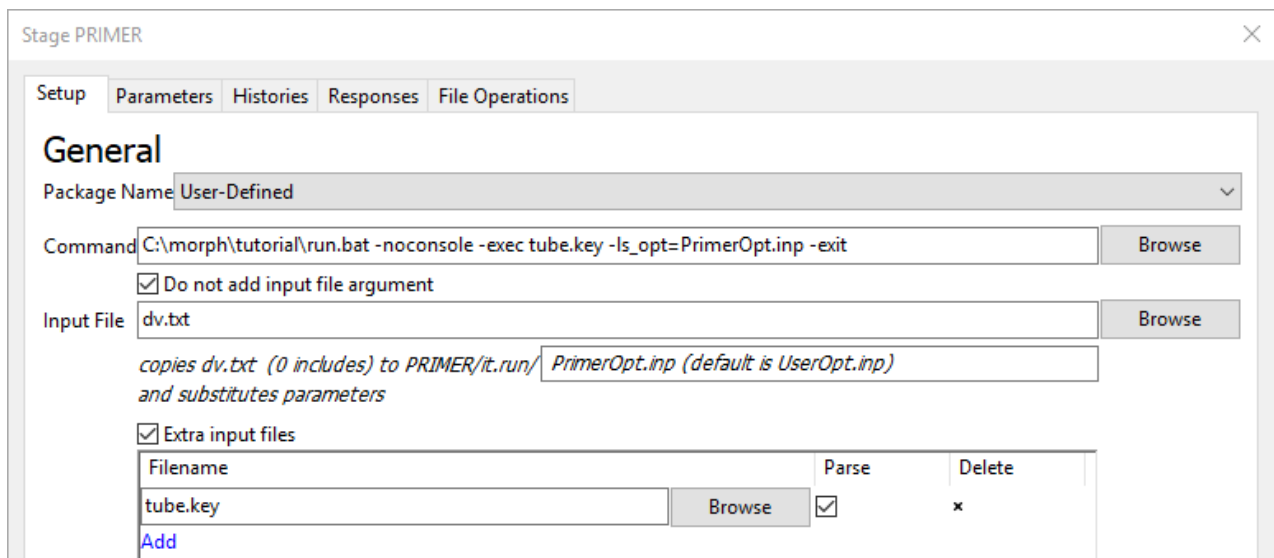 Stage PRIMER
Setup Parameters Histories Responses File Operations
General
Package Name User-Defined
Command C:\morph\tutorial\run.bat -noconsole -exec tube.key -ls_opt=PrimerOpt.inp -exit Browse
Do not add input file argument
Input File dv.txt Browse
copies dv.txt (0 includes) to PRIMER/it.run/ PrimerOpt.inp (default is UserOpt.inp)
and substitutes parameters
Extra input files
Filename Parse Delete
tube.key Browse
Add